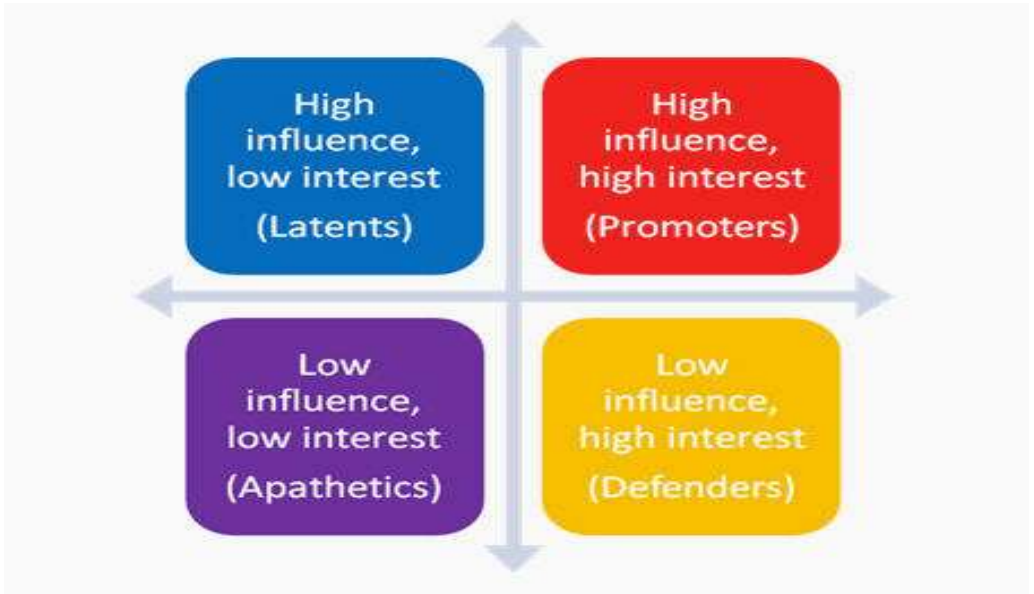 High
influence,
low interest
(Latents)
High
influence,
high interest
(Promoters)
Low
influence,
low interest
(Apathetics)
Low
influence,
high interest
(Defenders)